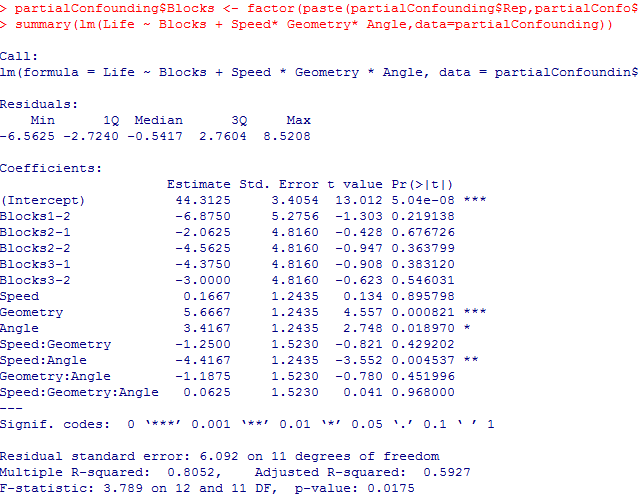 > partialConfounding$Blocks <- factor(paste(partialConfounding$Rep,partialConfo$
> summary(lm(Life ~ Blocks + Speed* Geometry* Angle,data=partialConfounding))
Call:
lm(formula = Life ~ Blocks + Speed * Geometry * Angle, data = partialConfoundin$
Residuals:
    Min      1Q  Median      3Q     Max
-6.5625 -2.7240 -0.5417  2.7604  8.5208
Coefficients:
                     Estimate Std. Error t value Pr(>|t|)
(Intercept)           44.3125     3.4054  13.012 5.04e-08 ***
Blocks1-2             -6.8750     5.2756  -1.303 0.219138
Blocks2-1             -2.0625     4.8160  -0.428 0.676726
Blocks2-2             -4.5625     4.8160  -0.947 0.363799
Blocks3-1             -4.3750     4.8160  -0.908 0.383120
Blocks3-2             -3.0000     4.8160  -0.623 0.546031
Speed                  0.1667     1.2435   0.134 0.895798
Geometry               5.6667     1.2435   4.557 0.000821 ***
Angle                  3.4167     1.2435   2.748 0.018970 *
Speed:Geometry        -1.2500     1.5230  -0.821 0.429202
Speed:Angle           -4.4167     1.2435  -3.552 0.004537 **
Geometry:Angle        -1.1875     1.5230  -0.780 0.451996
Speed:Geometry:Angle   0.0625     1.5230   0.041 0.968000
---
Signif. codes:  0 ‘***’ 0.001 ‘**’ 0.01 ‘*’ 0.05 ‘.’ 0.1 ‘ ’ 1
Residual standard error: 6.092 on 11 degrees of freedom
Multiple R-squared:  0.8052,    Adjusted R-squared:  0.5927
F-statistic: 3.789 on 12 and 11 DF,  p-value: 0.0175